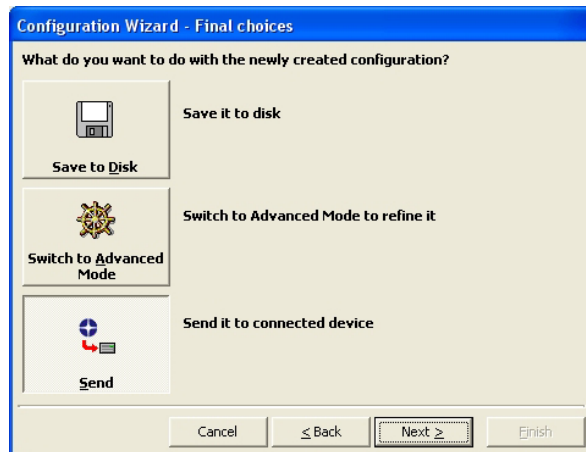 Configuration Wizard - Final choices
What do you want to do with the newly created configuration?
Save to Disk
Save it to disk
Switch to Advanced
Mode
Switch to Advanced Mode to refine it
Send
Send it to connected device
Cancel
< Back
Next >
Finish